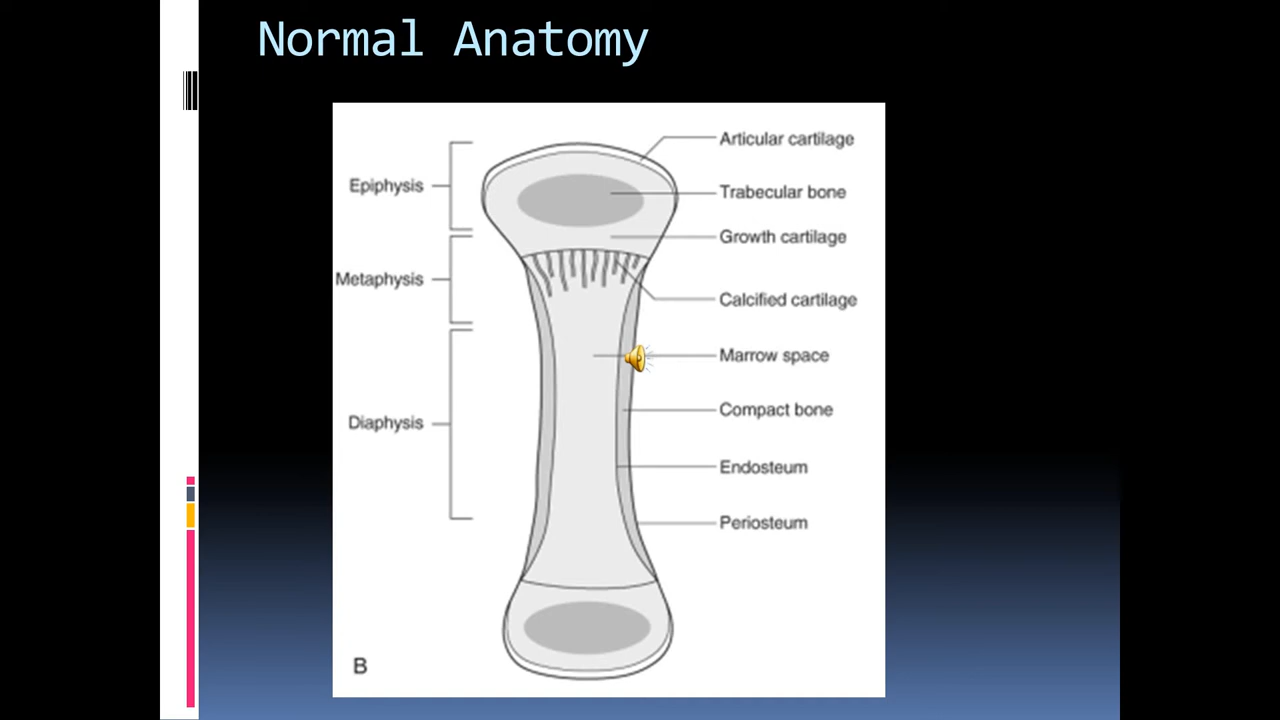 Normal Anatomy
Articular cartilage
Epiphysis
Trabecular bone
Growth cartilage
Metaphysis
Calcified cartilage
Marrow space
Compact bone
Diaphysis
Endosteum
Periosteum
B